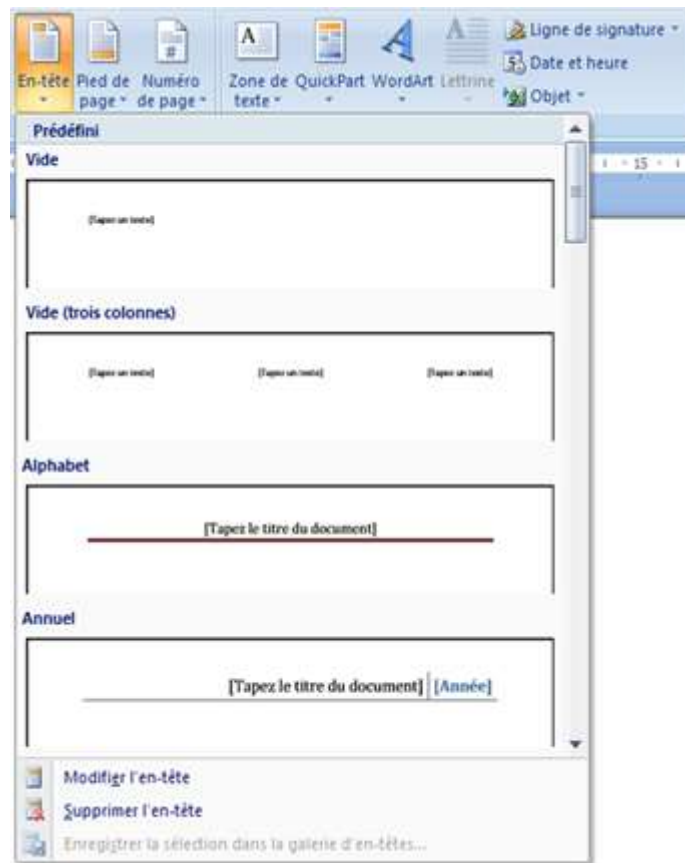 En-tête Pied de page Numéro de page Zone de texte QuickPart WordArt Lettrine
Ligne de signature
Date et heure
Objet
Prédéfini
Vide
[Tapez un texte]
Vide (trois colonnes)
[Tapez un texte] [Tapez un texte] [Tapez un texte]
Alphabet
[Tapez le titre du document]
Annuel
[Tapez le titre du document] [Année]
Modifier l'en-tête
Supprimer l'en-tête
Enregistrer la sélection dans la galerie d'en-têtes...
15